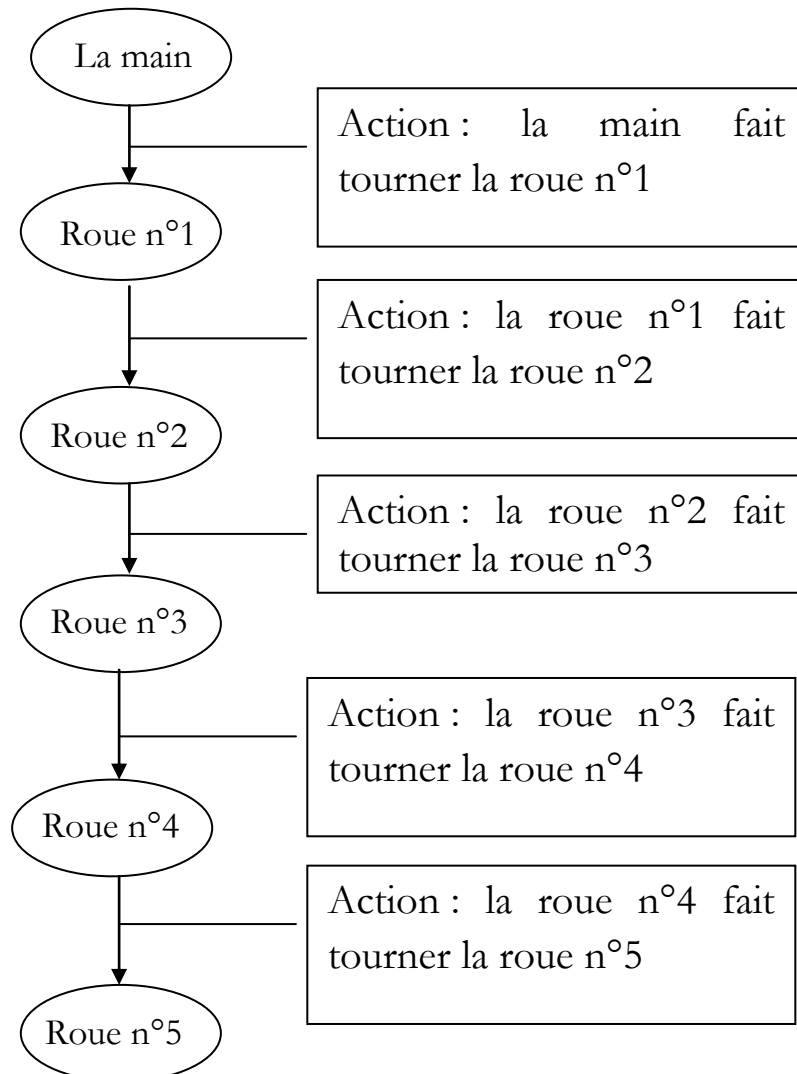 La main
Action : la main fait
tourner la roue n°1
Roue n°1
Action : la roue n°1 fait
tourner la roue n°2
Roue n°2
Action : la roue n°2 fait
tourner la roue n°3
Roue n°3
Action : la roue n°3 fait
tourner la roue n°4
Roue n°4
Action : la roue n°4 fait
tourner la roue n°5
Roue n°5